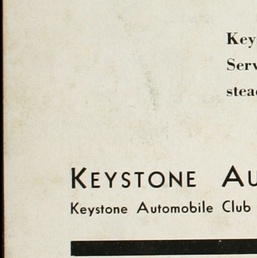 Key
Serv
stea
KEYSTONE AU
Keystone Automobile Club